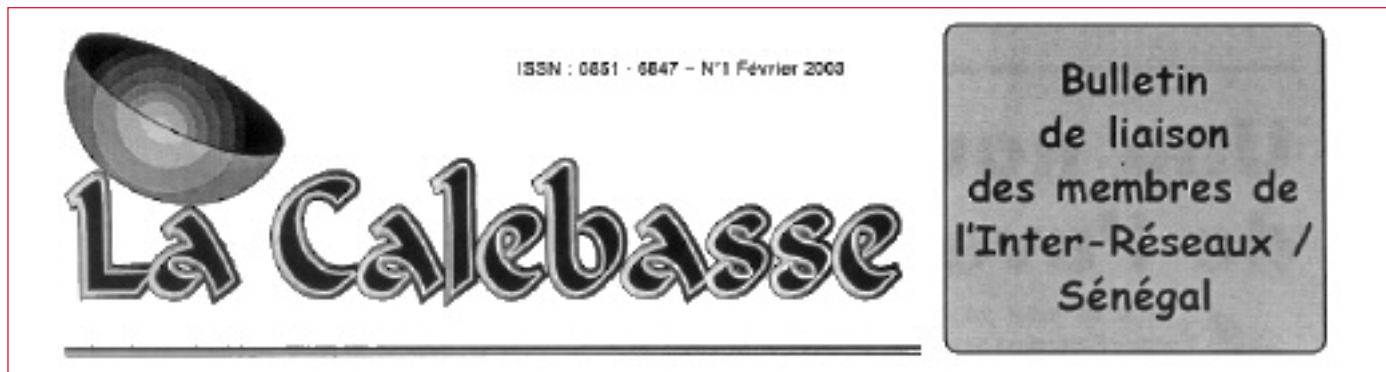 ISSN : 0851 - 6847 – N°1 Février 2003
La Calebasse
Bulletin
de liaison
des membres de
l'Inter-Réseaux /
Sénégal